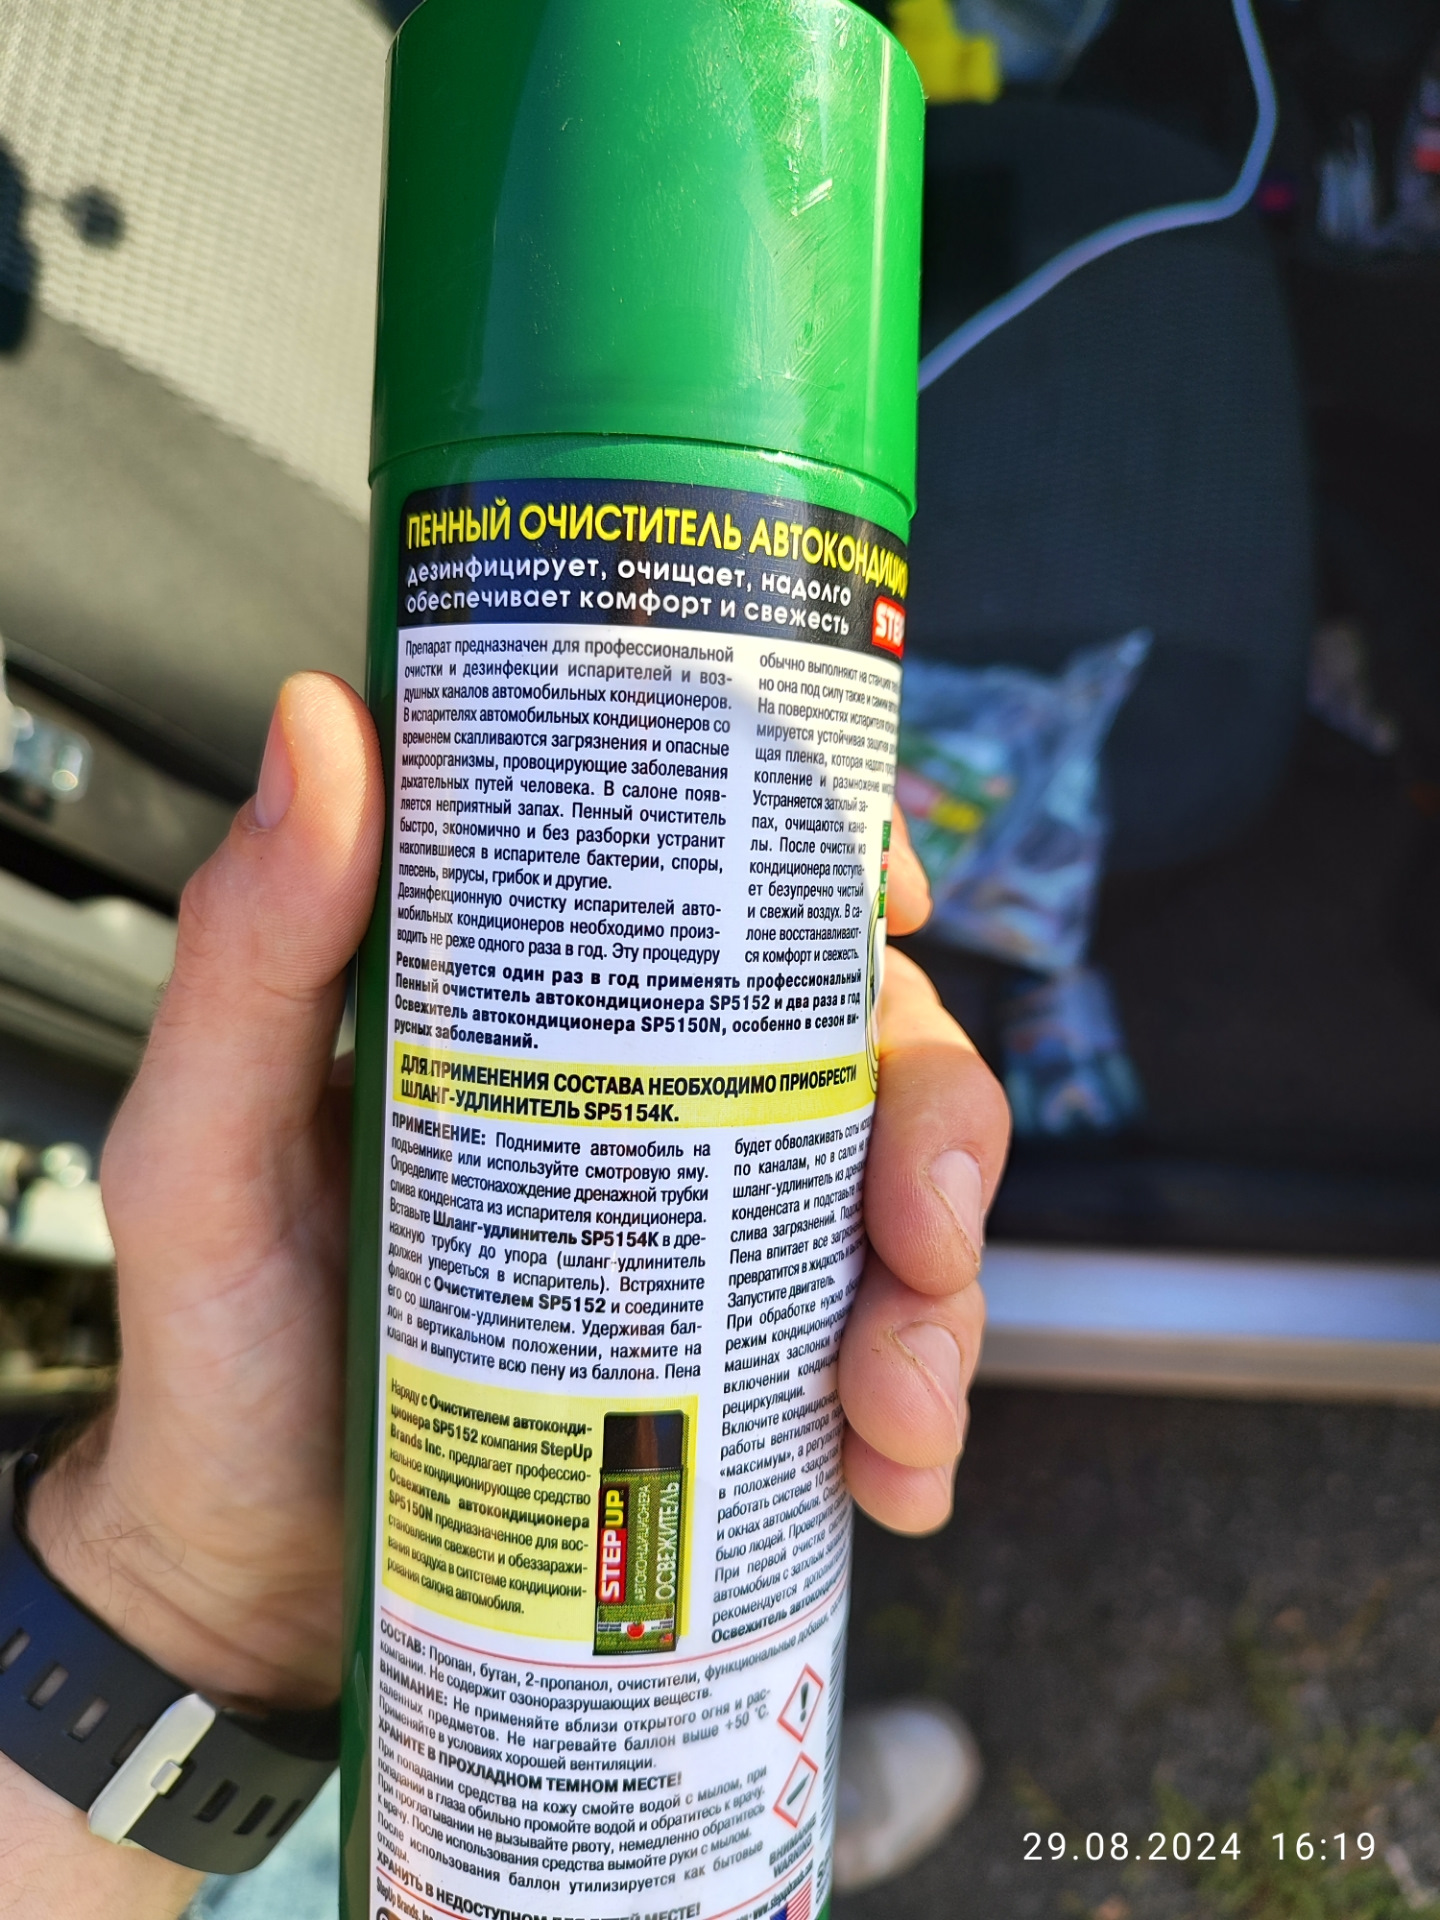 ПЕННЫЙ ОЧИСТИТЕЛЬ АВТОКОНДИЦИО
дезинфицирует, очищает, надолго
обеспечивает комфорт и свежесть
STE
Препарат предназначен для профессиональной
очистки и дезинфекции испарителей и воз-
душных каналов автомобильных кондиционеров.
В испарителях автомобильных кондиционеров со
временем скапливаются загрязнения и опасные
микроорганизмы, провоцирующие заболевания
дыхательных путей человека. В салоне появ-
ляется неприятный запах. Пенный очиститель
быстро, экономично и без разборки устранит
накопившиеся в испарителе бактерии, споры,
плесень, вирусы, грибок и другие.
Дезинфекционную очистку испарителей авто-
мобильных кондиционеров необходимо произ-
водить не реже одного раза в год. Эту процедуру
обычно выполняют на станциях
но она под силу также и самим
На поверхностях испарителя
мируется устойчивая защитная
щая пленка, которая надолго
копление и размножение
Устраняется затхлый за-
пах, очищаются кана-
лы. После очистки из
кондиционера поступа-
ет безупречно чистый
и свежий воздух. В са-
лоне восстанавливают-
ся комфорт и свежесть.
Рекомендуется один раз в год применять профессиональный
Пенный очиститель автокондиционера SP5152 и два раза в год
Освежитель автокондиционера SP5150N, особенно в сезон ви-
русных заболеваний.
ДЛЯ ПРИМЕНЕНИЯ СОСТАВА НЕОБХОДИМО ПРИОБРЕСТИ
ШЛАНГ-УДЛИНИТЕЛЬ SP5154K.
ПРИМЕНЕНИЕ: Поднимите автомобиль на
подъемнике или используйте смотровую яму.
Определите местонахождение дренажной трубки
слива конденсата из испарителя кондиционера.
Вставьте Шланг-удлинитель SP5154K в дре-
нажную трубку до упора (шланг-удлинитель
должен упереться в испаритель). Встряхните
флакон с Очистителем SP5152 и соедините
его со шлангом-удлинителем. Удерживая бал-
лон в вертикальном положении, нажмите на
клапан и выпустите всю пену из баллона. Пена
будет обволакивать соты
по каналам, но в салон не
шланг-удлинитель из
конденсата и подставьте
слива загрязнений.
Пена впитает все загрязнения
превратится в жидкость и
Запустите двигатель.
При обработке нужно
режим кондиционирования
машинах заслонки
включении
рециркуляции.
Включите кондиционер,
работы вентилятора
«максимум», а регулятор
в положение «закрытая
работать системе 10 минут
и окнах автомобиля.
было людей. Проветрите
При первой очистке
автомобиля с затхлым запахом
рекомендуется дополнительно
Освежитель
Наряду с Очистителем автоконди-
ционера SP5152 компания StepUp
Brands Inc. предлагает профессио-
нальное кондиционирующее средство
Освежитель автокондиционера
SP5150N предназначенное для вос-
становления свежести и обеззаражи-
вания воздуха в ситстеме кондициони-
рования салона автомобиля.
STEP UP
АВТОКОНДИЦИОНЕРА
ОСВЕЖИТЕЛЬ
СОСТАВ: Пропан, бутан, 2-пропанол, очистители, функциональные добавки,
компании. Не содержит озоноразрушающих веществ.
ВНИМАНИЕ: Не применяйте вблизи открытого огня и рас-
каленных предметов. Не нагревайте баллон выше +50 °C.
Применяйте в условиях хорошей вентиляции.
ХРАНИТЕ В ПРОХЛАДНОМ ТЕМНОМ МЕСТЕ!
При попадании средства на кожу смойте водой с мылом, при
попадании в глаза обильно промойте водой и обратитесь к врачу.
При проглатывании не вызывайте рвоту, немедленно обратитесь
к врачу. После использования средства вымойте руки с мылом.
После использования баллон утилизируется как бытовые
отходы.
ХРАНИТЬ В НЕДОСТУПНОМ ДЛЯ ДЕТЕЙ МЕСТЕ!
ВНИМАНИЕ
WARNING
StepUp Brands, Inc.
29.08.2024 16:19